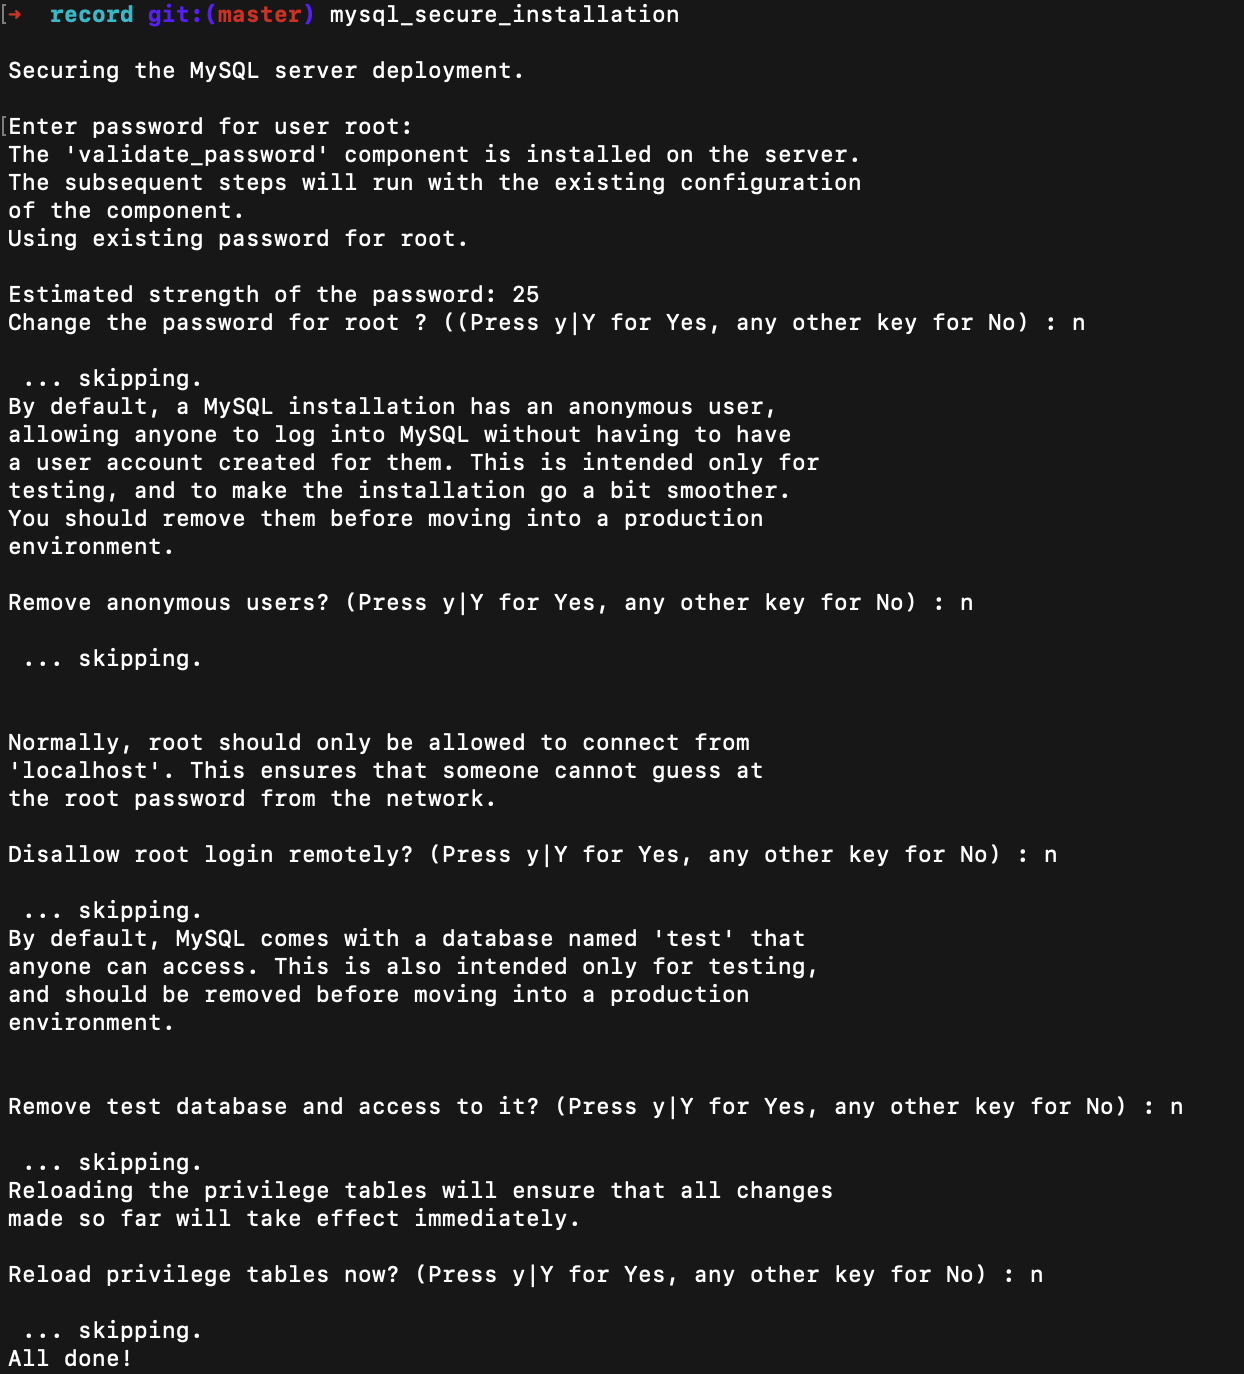 [→ record git:(master) mysql_secure_installation
Securing the MySQL server deployment.
[Enter password for user root:
The 'validate_password' component is installed on the server.
The subsequent steps will run with the existing configuration
of the component.
Using existing password for root.
Estimated strength of the password: 25
Change the password for root ? ((Press y|Y for Yes, any other key for No) : n
... skipping.
By default, a MySQL installation has an anonymous user,
allowing anyone to log into MySQL without having to have
a user account created for them. This is intended only for
testing, and to make the installation go a bit smoother.
You should remove them before moving into a production
environment.
Remove anonymous users? (Press y|Y for Yes, any other key for No) : n
... skipping.
Normally, root should only be allowed to connect from
'localhost'. This ensures that someone cannot guess at
the root password from the network.
Disallow root login remotely? (Press y|Y for Yes, any other key for No) : n
... skipping.
By default, MySQL comes with a database named 'test' that
anyone can access. This is also intended only for testing,
and should be removed before moving into a production
environment.
Remove test database and access to it? (Press y|Y for Yes, any other key for No) : n
... skipping.
Reloading the privilege tables will ensure that all changes
made so far will take effect immediately.
Reload privilege tables now? (Press y|Y for Yes, any other key for No) : n
... skipping.
All done!